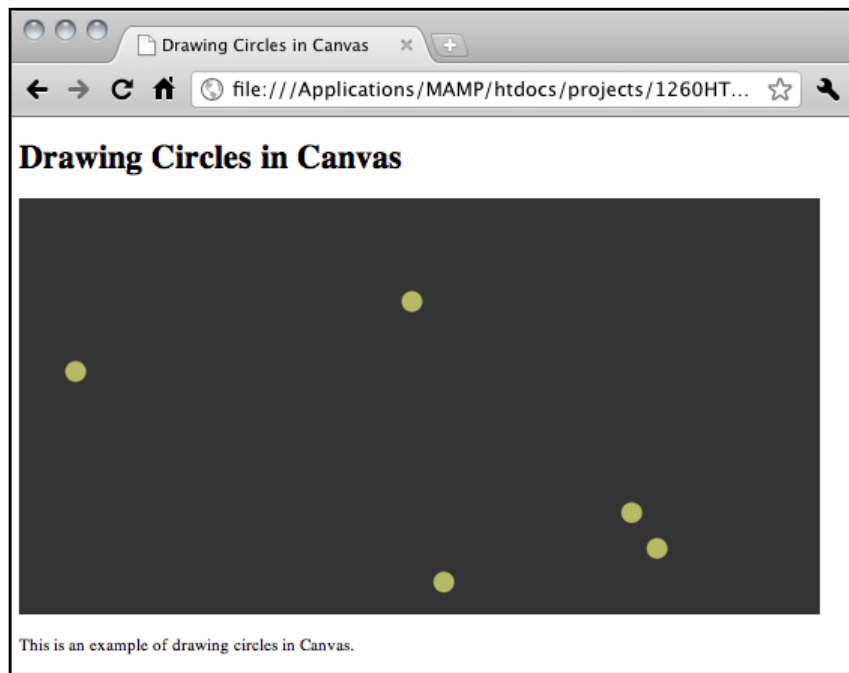 Drawing Circles in Canvas
file:///Applications/MAMP/htdocs/projects/1260HT...
Drawing Circles in Canvas
This is an example of drawing circles in Canvas.